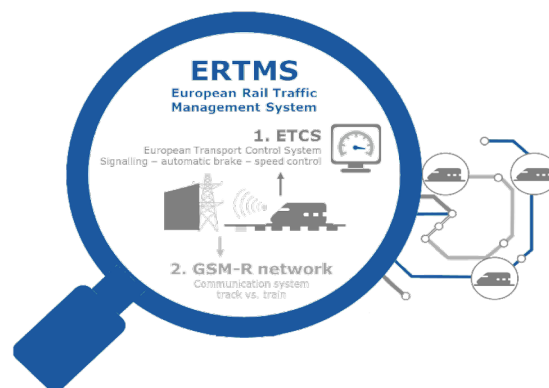 ERTMS
European Rail Traffic
Management System
1. ETCS
European Transport Control System
Signalling – automatic brake – speed control
2. GSM-R network
Communication system
track vs. train